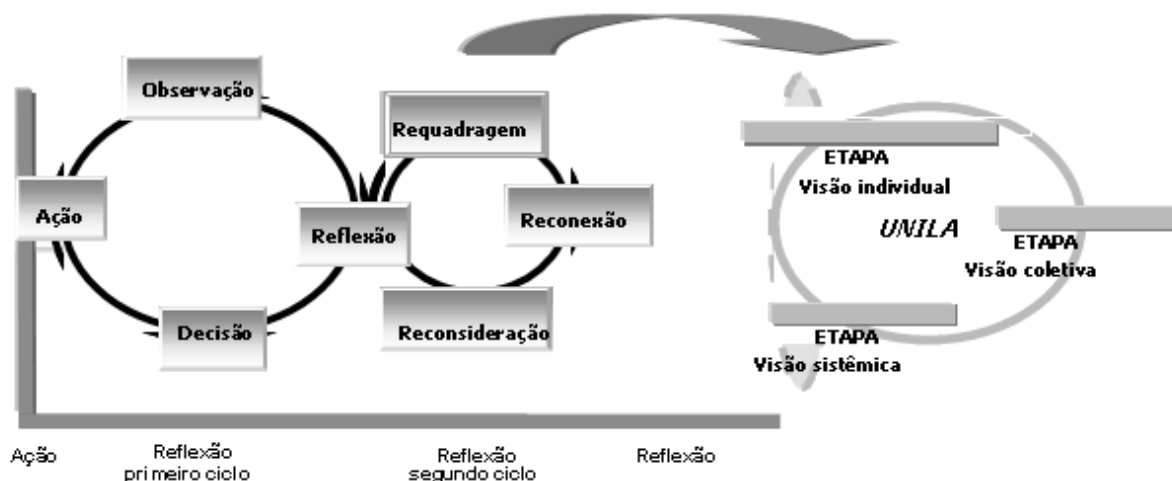 Observação
Requadragem
Ação
Reflexão
Reconexão
Decisão
Reconsideração
ETAPA
Visão individual
UNILA
ETAPA
Visão coletiva
ETAPA
Visão sistêmica
Ação
Reflexão
primeiro ciclo
Reflexão
segundo ciclo
Reflexão